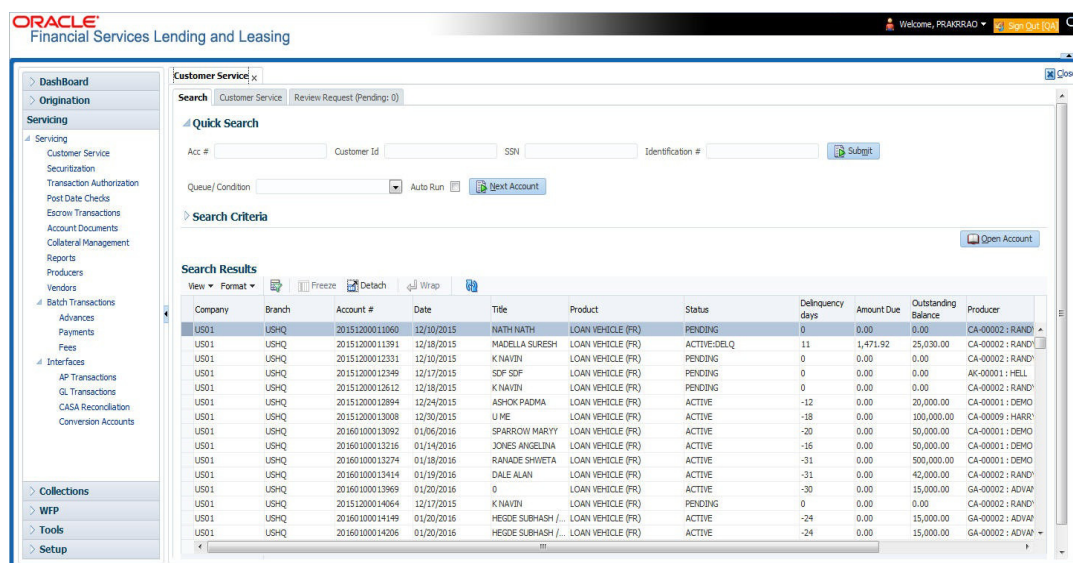 ORACLE
Financial Services Lending and Leasing
Welcome, PRAKRRAO
Sign Out [QA]
DashBoard
Origination
Servicing
Servicing
Customer Service
Securitization
Transaction Authorization
Post Date Checks
Escrow Transactions
Account Documents
Collateral Management
Reports
Producers
Vendors
Batch Transactions
Advances
Payments
Fees
Interfaces
AP Transactions
GL Transactions
CASA Reconciliation
Conversion Accounts
Collections
WFP
Tools
Setup
Customer Service x
Close
Search Customer Service Review Request (Pending: 0)
Quick Search
Acc # Customer Id SSN Identification # Submit
Queue/ Condition Auto Run Next Account
Search Criteria
Open Account
Search Results
View Format Freeze Detach Wrap
Company Branch Account # Date Title Product Status Delinquency days Amount Due Outstanding Balance Producer
US01 USHQ 20151200011060 12/10/2015 NATH NATH LOAN VEHICLE (FR) PENDING 0 0.00 0.00 CA-00002 : RANDY
US01 USHQ 20151200011391 12/18/2015 MADELLA SURESH LOAN VEHICLE (FR) ACTIVE:DELQ 11 1,471.92 25,030.00 CA-00002 : RANDY
US01 USHQ 20151200012331 12/10/2015 K NAVIN LOAN VEHICLE (FR) PENDING 0 0.00 0.00 CA-00002 : RANDY
US01 USHQ 20151200012349 12/17/2015 SDF SDF LOAN VEHICLE (FR) PENDING 0 0.00 0.00 AK-00001 : HELL
US01 USHQ 20151200012612 12/18/2015 K NAVIN LOAN VEHICLE (FR) PENDING 0 0.00 0.00 CA-00002 : RANDY
US01 USHQ 20151200012894 12/24/2015 ASHOK PADMA LOAN VEHICLE (FR) ACTIVE -12 0.00 20,000.00 CA-00001 : DEMO
US01 USHQ 20151200013008 12/30/2015 U ME LOAN VEHICLE (FR) ACTIVE -18 0.00 100,000.00 CA-00009 : HARRY
US01 USHQ 20160100013092 01/06/2016 SPARROW MARYY LOAN VEHICLE (FR) ACTIVE -20 0.00 50,000.00 CA-00001 : DEMO
US01 USHQ 20160100013216 01/14/2016 JONES ANGELINA LOAN VEHICLE (FR) ACTIVE -16 0.00 50,000.00 CA-00001 : DEMO
US01 USHQ 20160100013274 01/18/2016 RANADE SHWETA LOAN VEHICLE (FR) ACTIVE -31 0.00 500,000.00 CA-00001 : DEMO
US01 USHQ 20160100013414 01/19/2016 DALE ALAN LOAN VEHICLE (FR) ACTIVE -31 0.00 42,000.00 CA-00002 : RANDY
US01 USHQ 20160100013969 01/20/2016 0 LOAN VEHICLE (FR) ACTIVE -30 0.00 15,000.00 GA-00002 : ADVAN
US01 USHQ 20151200014064 12/17/2015 K NAVIN LOAN VEHICLE (FR) PENDING 0 0.00 0.00 CA-00002 : RANDY
US01 USHQ 20160100014149 01/20/2016 HEGDE SUBHASH /... LOAN VEHICLE (FR) ACTIVE -24 0.00 15,000.00 GA-00002 : ADVAN
US01 USHQ 20160100014206 01/20/2016 HEGDE SUBHASH /... LOAN VEHICLE (FR) ACTIVE -24 0.00 15,000.00 GA-00002 : ADVAN